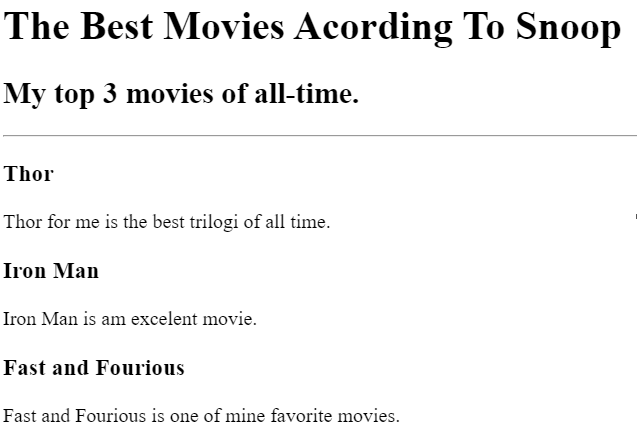 The Best Movies Acording To Snoop
My top 3 movies of all-time.
Thor
Thor for me is the best trilogi of all time.
Iron Man
Iron Man is am excelent movie.
Fast and Fourious
Fast and Fourious is one of mine favorite movies.